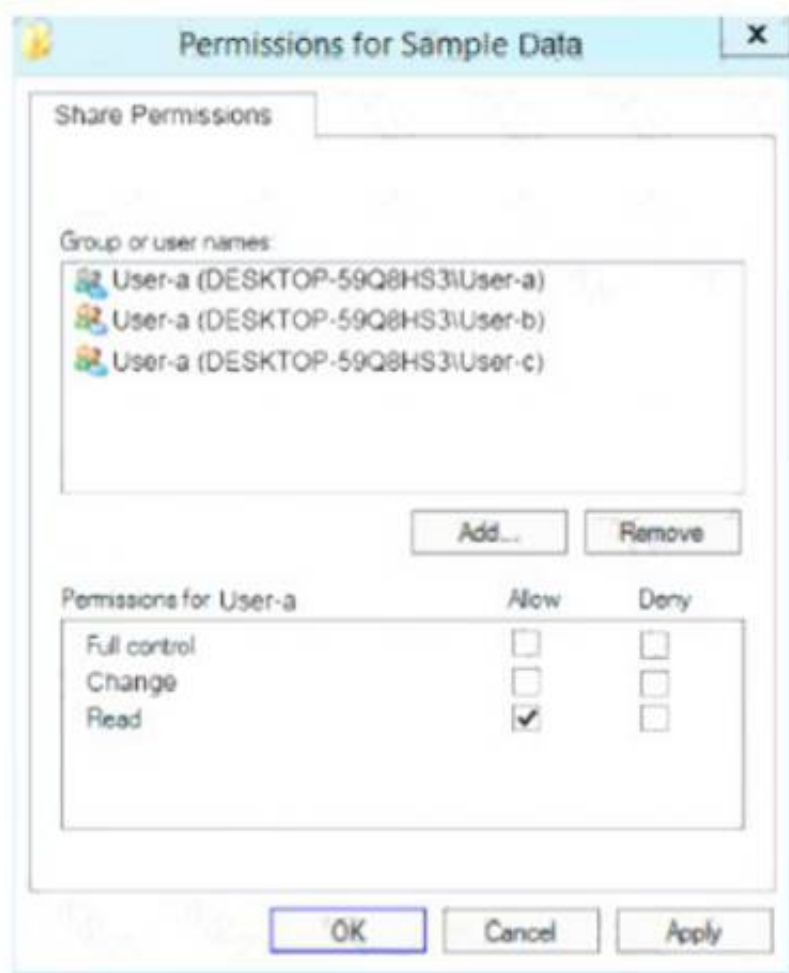 Permissions for Sample Data
x
Share Permissions
Group or user names:
User-a (DESKTOP-59Q8HS3\User-a)
User-a (DESKTOP-59Q8HS3\User-b)
User-a (DESKTOP-59Q8HS3\User-c)
Add... Remove
Permissions for User-a Allow Deny
Full control
Change
Read
OK Cancel Apply